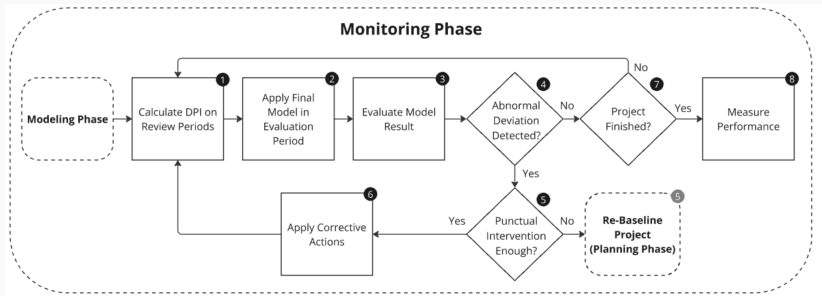 Monitoring Phase
Modeling Phase
1
Calculate DPI on
Review Periods
2
Apply Final
Model in
Evaluation
Period
3
Evaluate Model
Result
4
Abnormal
Deviation
Detected?
No
Yes
7
Project
Finished?
No
Yes
8
Measure
Performance
6
Apply Corrective
Actions
Yes
5
Punctual
Intervention
Enough?
No
5
Re-Baseline
Project
(Planning Phase)